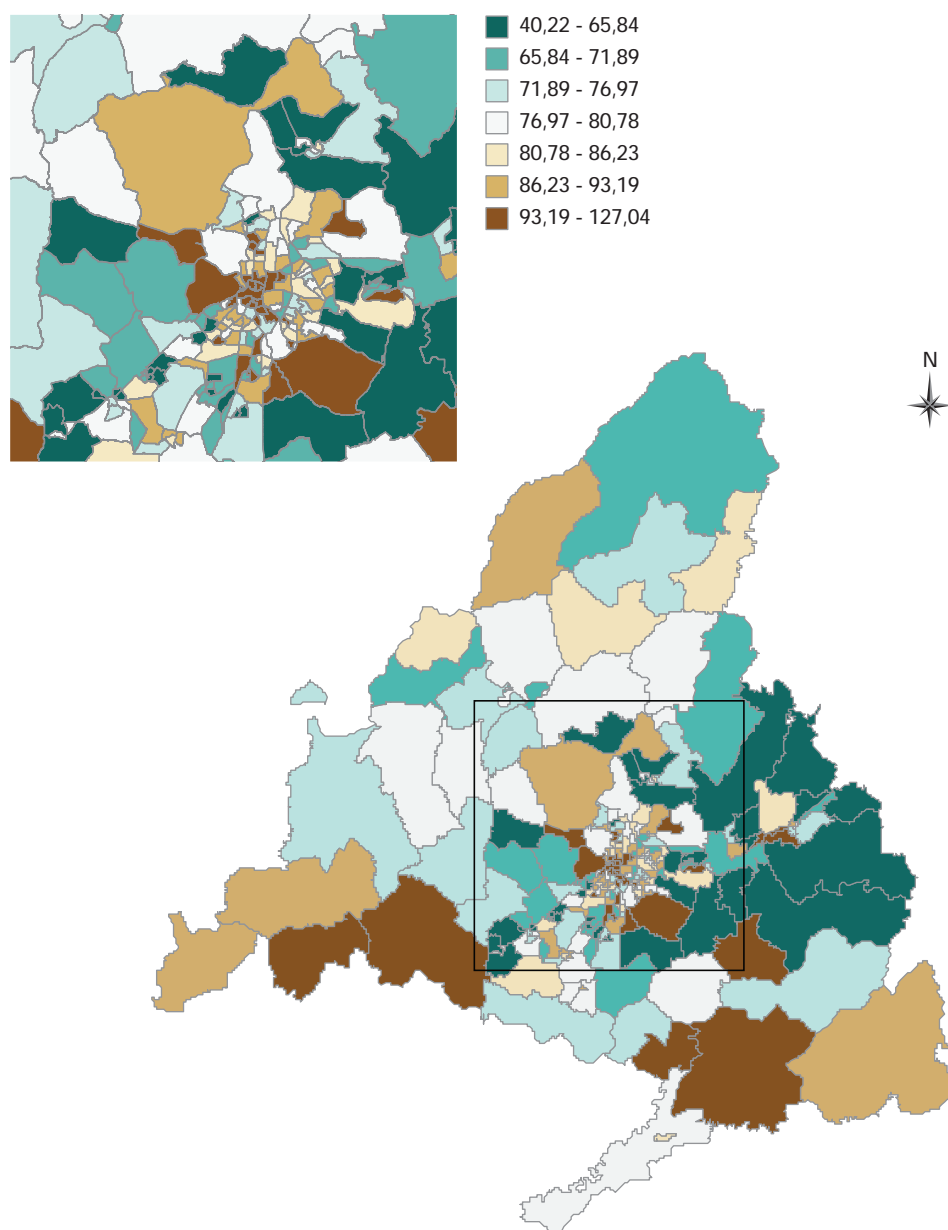 40,22 - 65,84
65,84 - 71,89
71,89 - 76,97
76,97 - 80,78
80,78 - 86,23
86,23 - 93,19
93,19 - 127,04
N